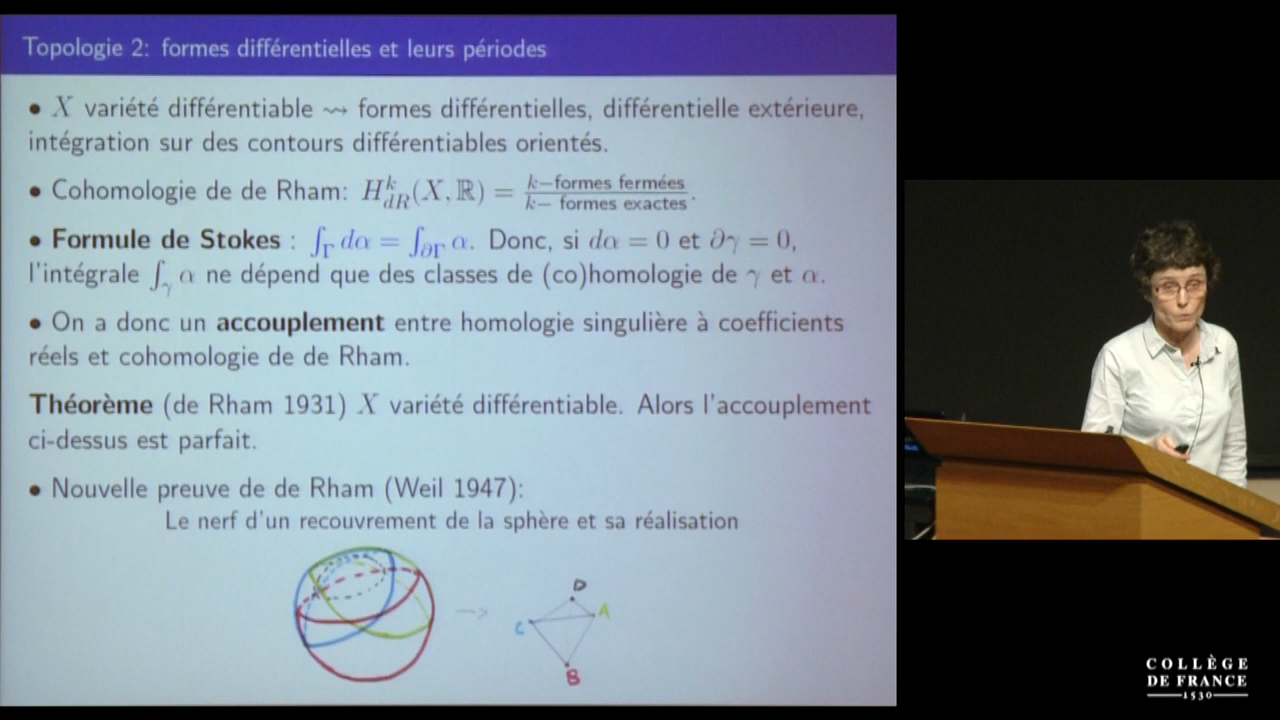 Topologie 2: formes différentielles et leurs périodes
• X variété différentiable ⇝ formes différentielles, différentielle extérieure,
intégration sur des contours différentiables orientés.
• Cohomologie de de Rham: H^k_{dR}(X, ℝ) = k−formes fermées / k− formes exactes.
• Formule de Stokes : ∫_Γ dα = ∫_{∂Γ} α. Donc, si dα = 0 et ∂γ = 0,
l'intégrale ∫_γ α ne dépend que des classes de (co)homologie de γ et α.
• On a donc un accouplement entre homologie singulière à coefficients
réels et cohomologie de de Rham.
Théorème (de Rham 1931) X variété différentiable. Alors l'accouplement
ci-dessus est parfait.
• Nouvelle preuve de de Rham (Weil 1947):
Le nerf d'un recouvrement de la sphère et sa réalisation
D
A
C
B
COLLÈGE
DE FRANCE
1530